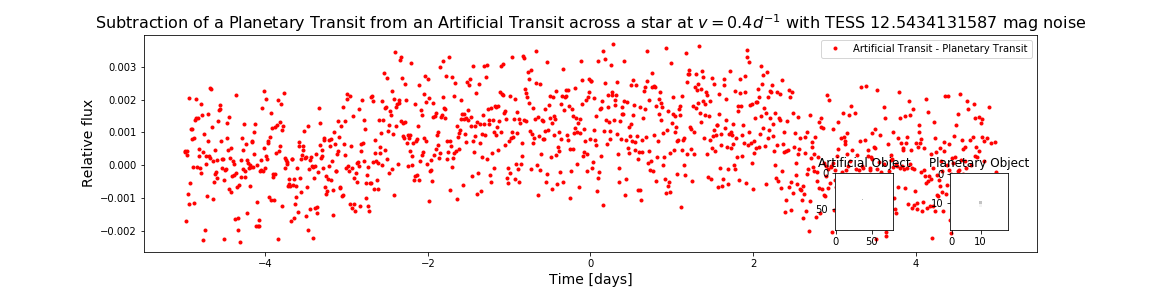 Subtraction of a Planetary Transit from an Artificial Transit across a star at v = 0.4d⁻¹ with TESS 12.5434131587 mag noise
Artificial Transit - Planetary Transit
Relative flux
0.003
0.002
0.001
0.000
−0.001
−0.002
Artificial Object
0
50
0 50
Planetary Object
0
10
0 10
−4 −2 0 2 4
Time [days]